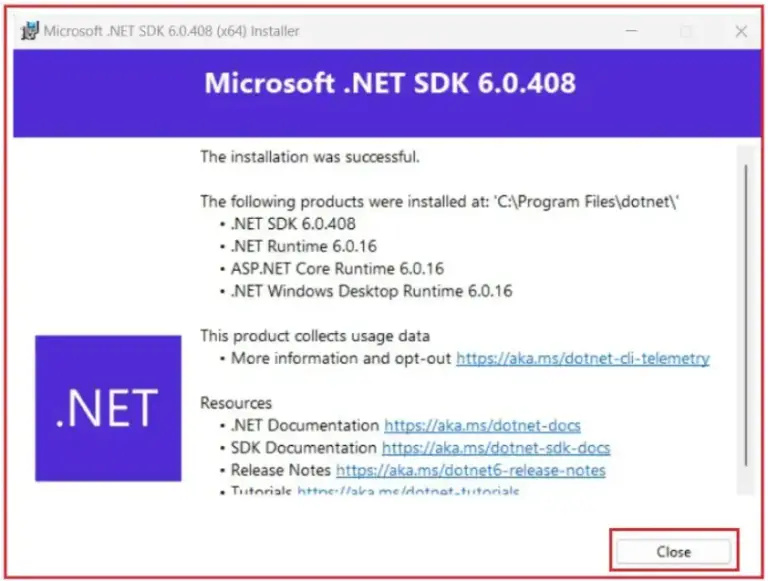 Microsoft .NET SDK 6.0.408 (x64) Installer
Microsoft .NET SDK 6.0.408
The installation was successful.
The following products were installed at: 'C:\Program Files\dotnet\'
• .NET SDK 6.0.408
• .NET Runtime 6.0.16
• ASP.NET Core Runtime 6.0.16
• .NET Windows Desktop Runtime 6.0.16
This product collects usage data
• More information and opt-out https://aka.ms/dotnet-cli-telemetry
.NET
Resources
• .NET Documentation https://aka.ms/dotnet-docs
• SDK Documentation https://aka.ms/dotnet-sdk-docs
• Release Notes https://aka.ms/dotnet6-release-notes
• Tutorials https://aka.ms/dotnet-tutorials
Close